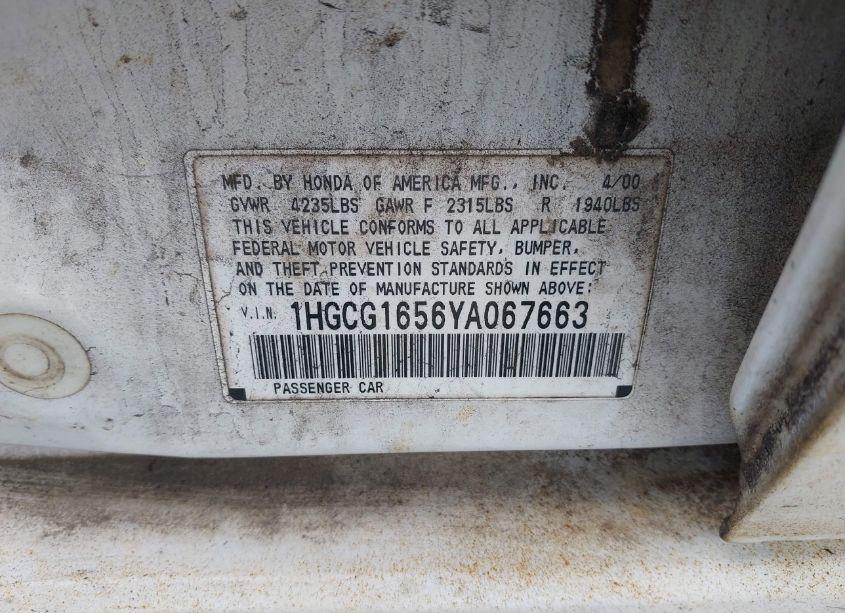 MFD. BY HONDA OF AMERICA MFG., INC. 4/00
GVWR 4235LBS GAWR F 2315LBS R 1940LBS
THIS VEHICLE CONFORMS TO ALL APPLICABLE
FEDERAL MOTOR VEHICLE SAFETY, BUMPER,
AND THEFT PREVENTION STANDARDS IN EFFECT
ON THE DATE OF MANUFACTURE SHOWN ABOVE:
V.I.N. 1HGCG1656YA067663
PASSENGER CAR